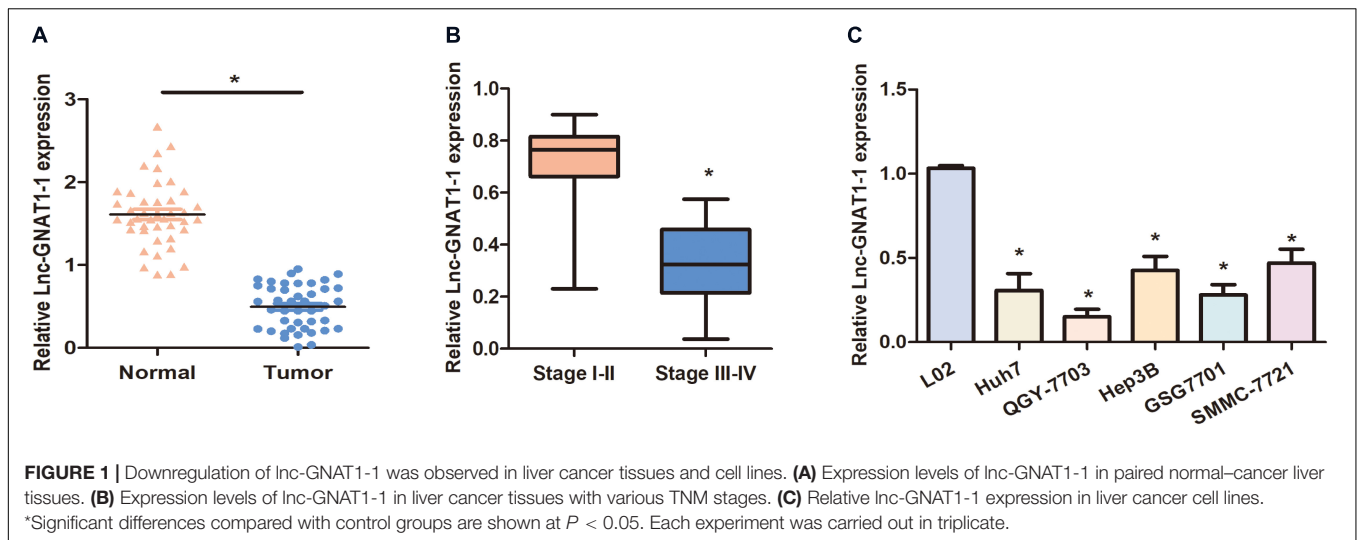 A
*
Relative Lnc-GNAT1-1 expression
3
2
1
0
Normal
Tumor
B
Relative Lnc-GNAT1-1 expression
1.0
0.8
0.6
0.4
0.2
0.0
*
Stage I-II
Stage III-IV
C
Relative Lnc-GNAT1-1 expression
1.5
1.0
0.5
0.0
*
*
*
*
*
L02
Huh7
QGY-7703
Hep3B
GSG7701
SMMC-7721
FIGURE 1 | Downregulation of lnc-GNAT1-1 was observed in liver cancer tissues and cell lines. (A) Expression levels of lnc-GNAT1-1 in paired normal–cancer liver
tissues. (B) Expression levels of lnc-GNAT1-1 in liver cancer tissues with various TNM stages. (C) Relative lnc-GNAT1-1 expression in liver cancer cell lines.
*Significant differences compared with control groups are shown at P < 0.05. Each experiment was carried out in triplicate.